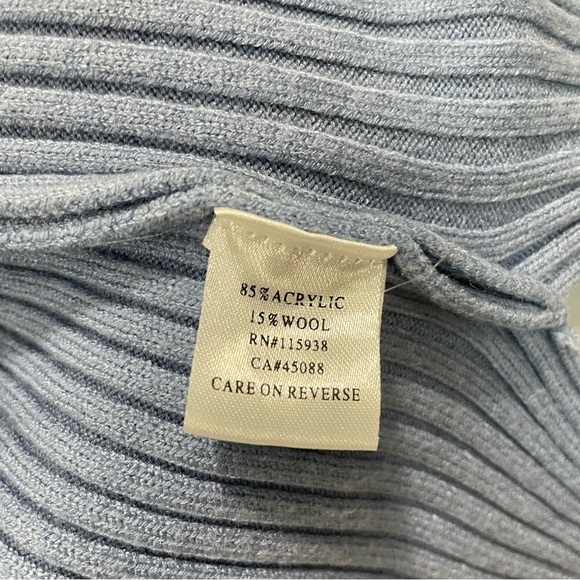 85%ACRYLIC
15%WOOL
RN#115938
CA#45088
CARE ON REVERSE